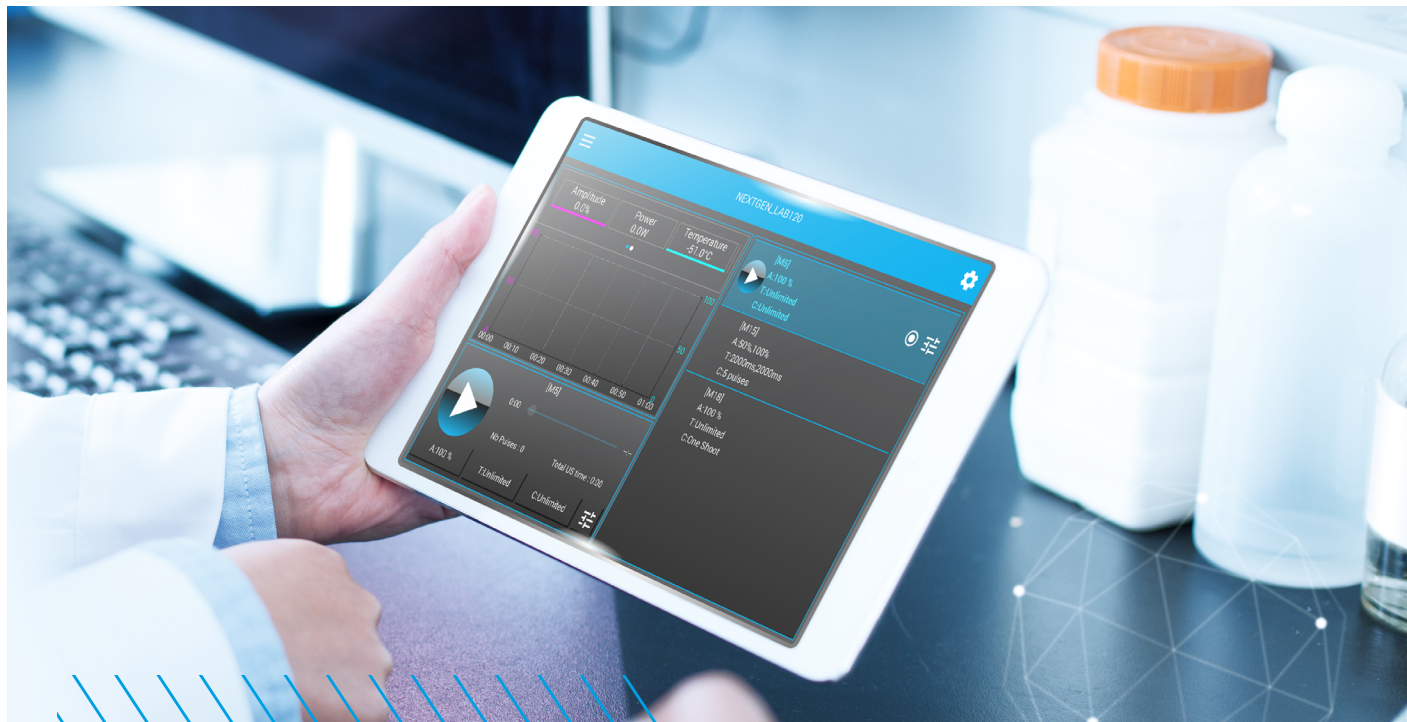 NEXTGEN_LAB120
Amplitude
0.0%
Power
0.0W
Temperature
-51.0°C
100
50
0
00:00 00:10 00:20 00:30 00:40 00:50 01:00
[M5]
0:00
--:--
Nb Pulses : 0
Total US time : 0:00
A:100 %
T:Unlimited
C:Unlimited
[M5]
A:100 %
T:Unlimited
C:Unlimited
[M15]
A:50%,100%
T:2000ms,2000ms
C:5 pulses
[M18]
A:100 %
T:Unlimited
C:One Shoot